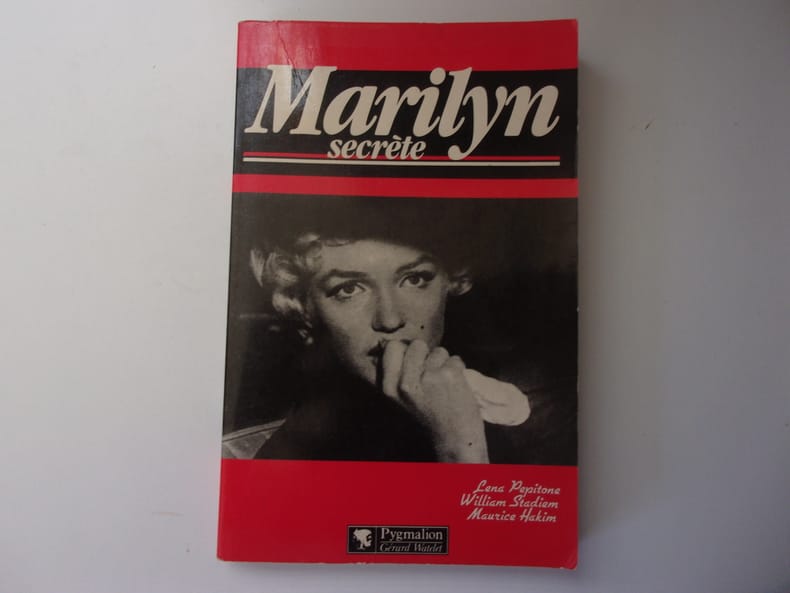 Marilyn
secrète
Lena Pepitone
William Stadiem
Maurice Hakim
Pygmalion
Gérard Watelet